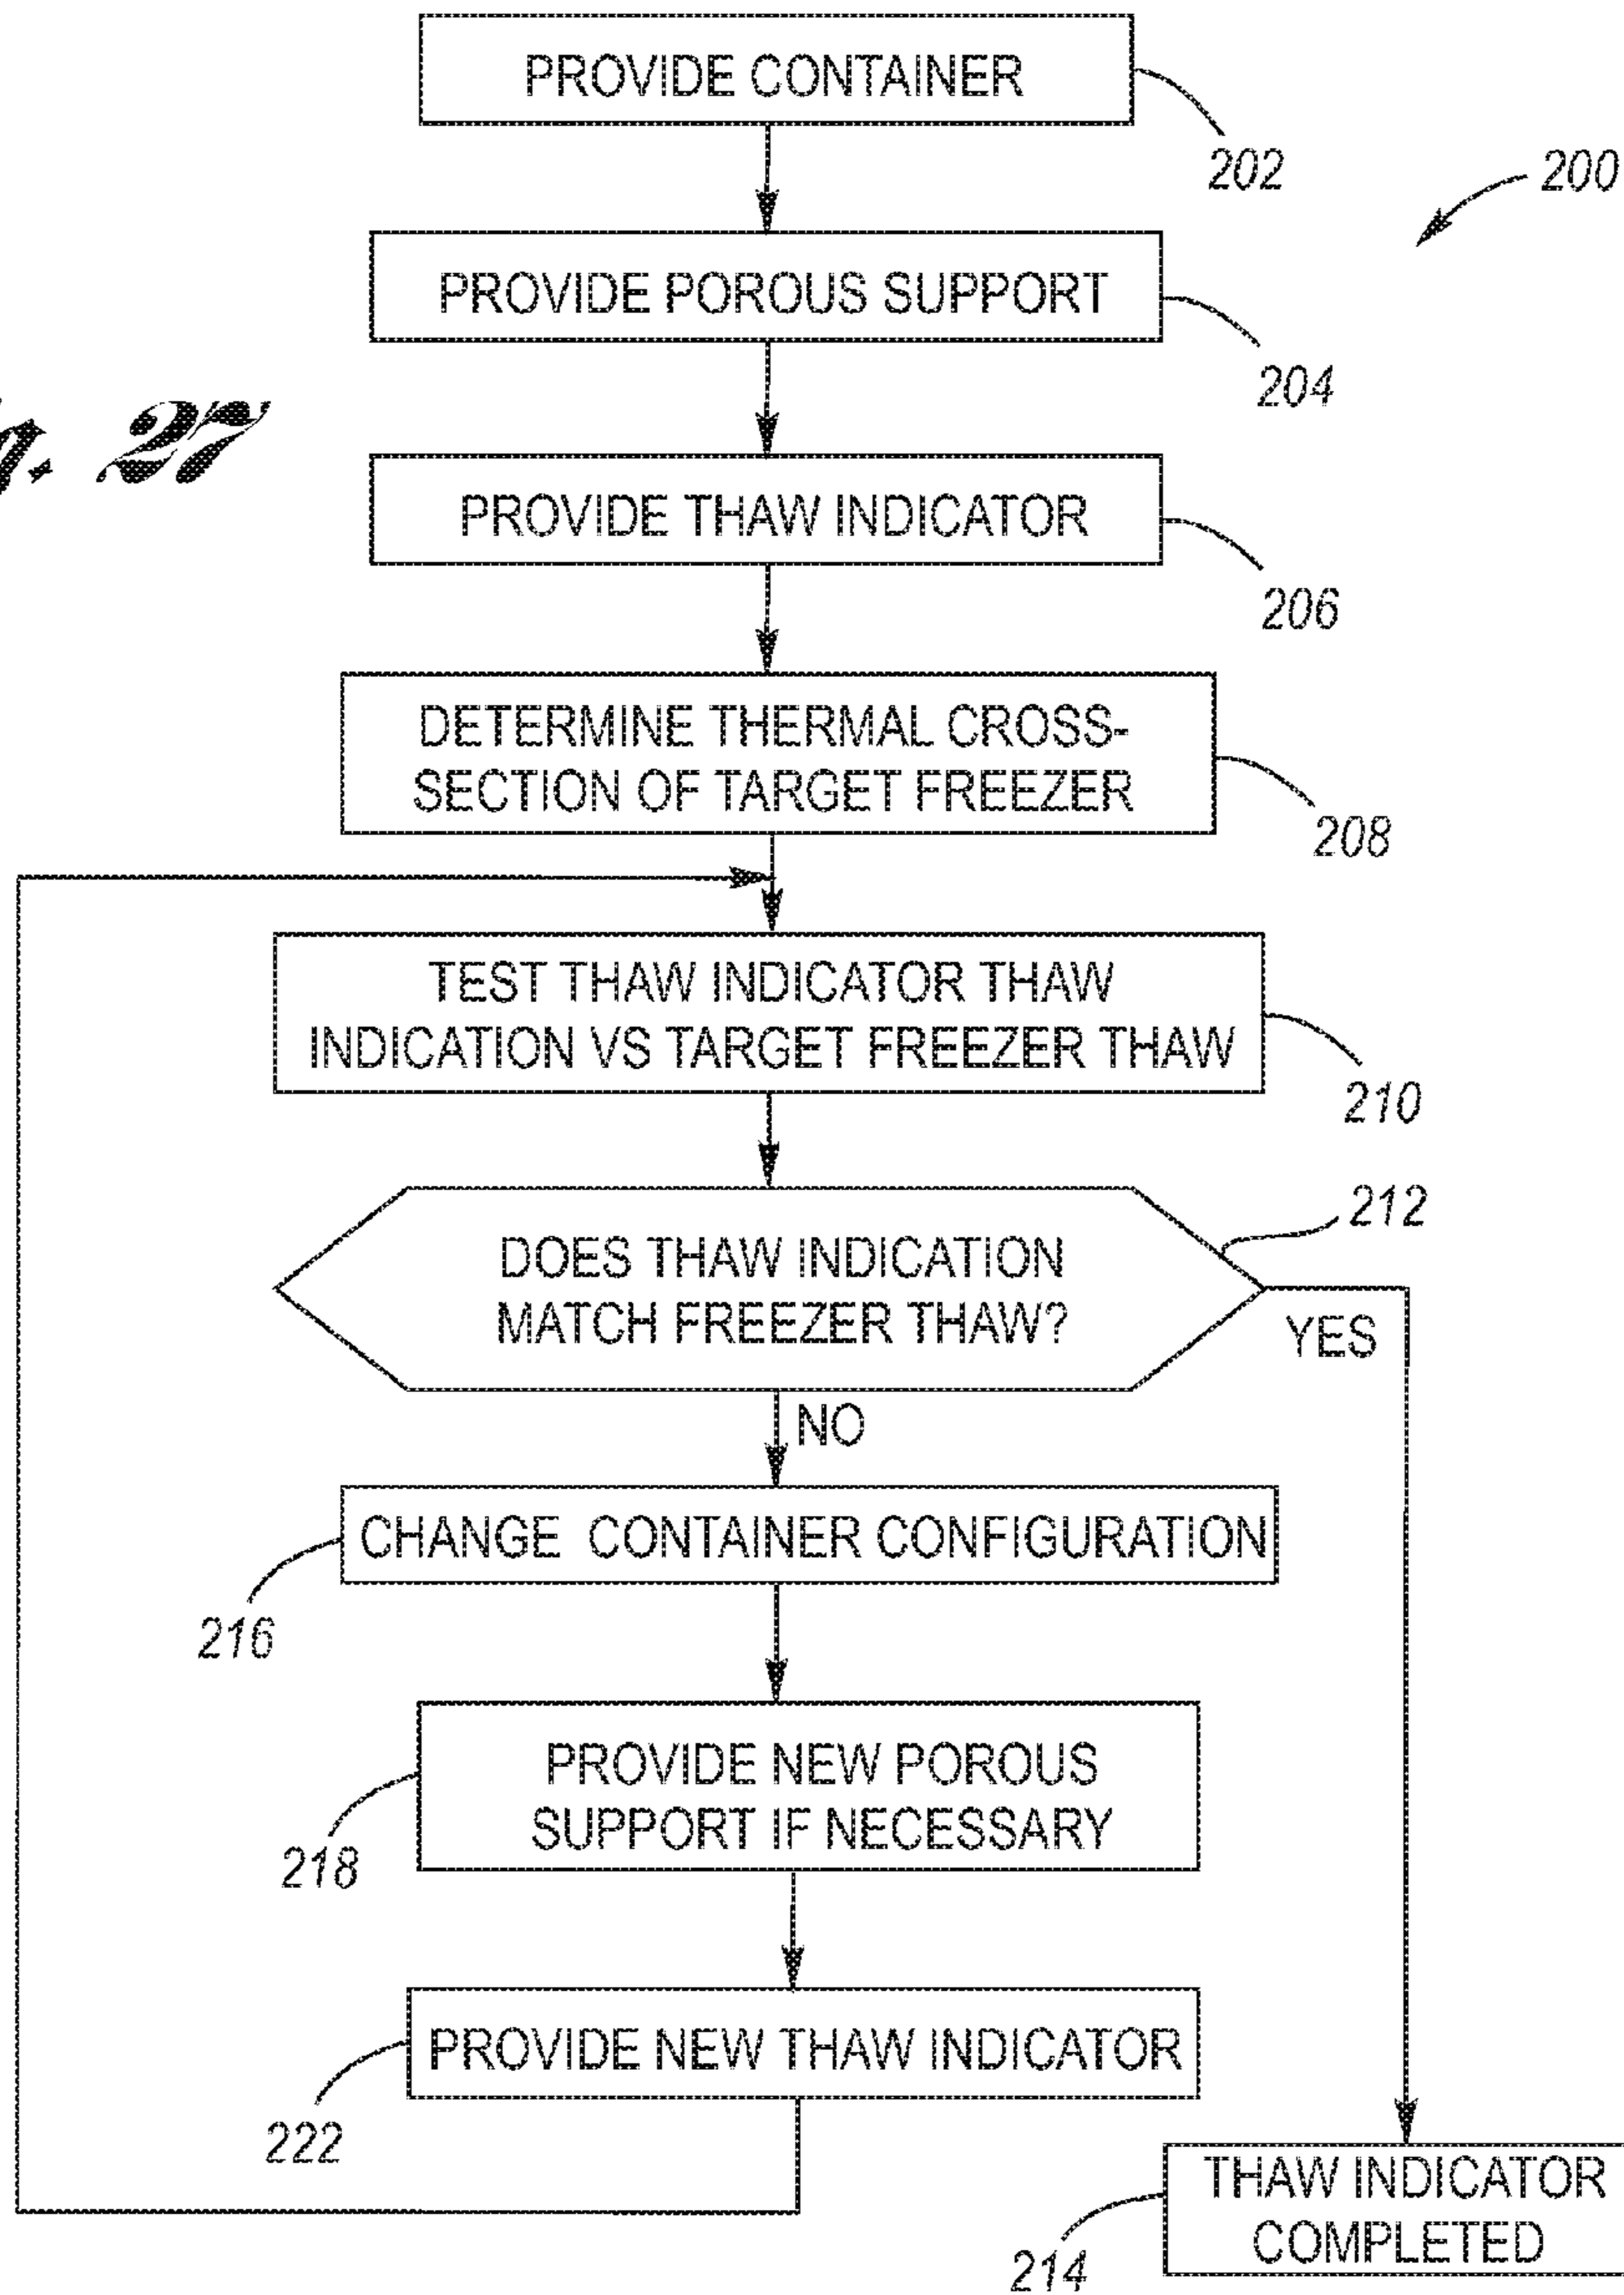 PROVIDE CONTAINER
202
200
PROVIDE POROUS SUPPORT
204
27
PROVIDE THAW INDICATOR
206
DETERMINE THERMAL CROSS-
SECTION OF TARGET FREEZER
208
TEST THAW INDICATOR THAW
INDICATION VS TARGET FREEZER THAW
210
212
DOES THAW INDICATION
MATCH FREEZER THAW?
YES
NO
CHANGE CONTAINER CONFIGURATION
216
PROVIDE NEW POROUS
SUPPORT IF NECESSARY
218
PROVIDE NEW THAW INDICATOR
222
THAW INDICATOR
COMPLETED
214